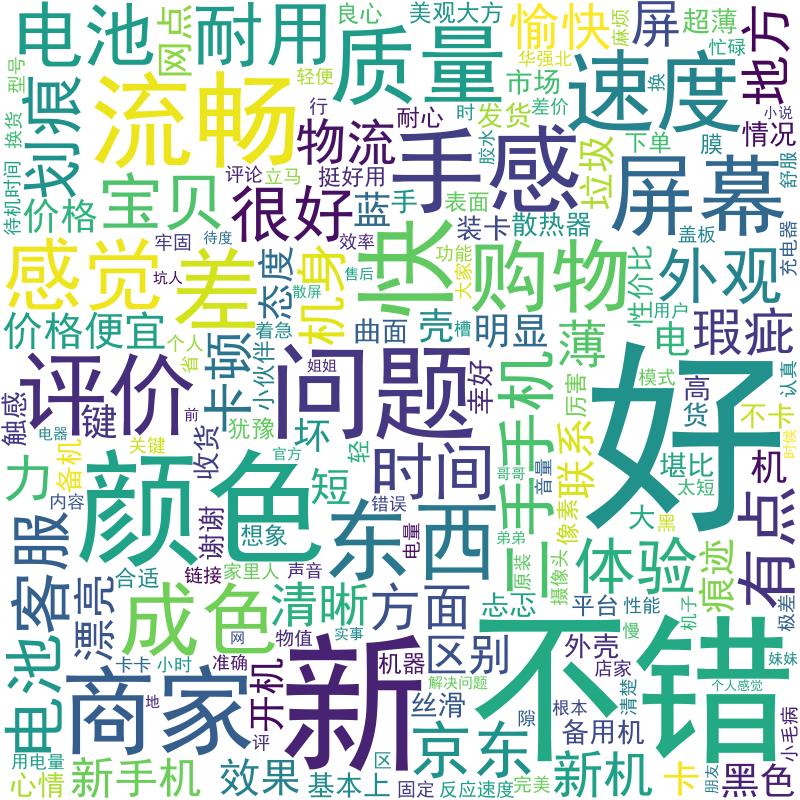 电池
耐用
网点
质量
良心
美观大方
愉快
麻烦
屏
超薄
忙碌
地方
型号
划痕
流畅
轻便
行
物流
耐心
手感
时
发货
市场
华强北
差价
胶水
速度
垃圾
下单
换
膜
小说
情况
舒服
换货
待机时间
价格
宝贝
评论
立马
挺好用
很好
蓝
手
表面
装卡
散热器
屏幕
盖板
充电器
感觉
牢固
坑人
待度
差
态度
机身
效率
售后
散屏
快
功能
大家熊
购物
性价比
用户
外观
价格便宜
个人
省
着急
卡顿
小伙伴
曲面
壳
槽
明显
薄
电
瑕疵
触感
评价
键
前
姐姐
问题
幸好
二手手机
厉害
模式
高
货
认真
不卡
时候
好
力
备机
电器
关键
收货
犹豫
坏
官方
轻
时间
哥哥
音量
联系
堪比
太短
机
内容
颜色
谢谢
想象
短
错误
电量
东西
弟弟
原装
像素
摄像头
大
黑
有点
体验
痕迹
客服
漂亮
合适
链接
家里人
声音
成色
清晰
方面
忐忑
平台
性能
机子
极差
电池
卡卡
小时
网
物值
实事
准确
新
机器
区别
解决问题
不错
外壳
店家
慢
清楚
妹妹
个人感觉
商家
地
开机
评
丝滑
隙
根本
备用机
小毛病
用电量
心情
新手机
效果
基本上
区
固定
京东
反应速度
完美
新机
卡
朋友
黑色